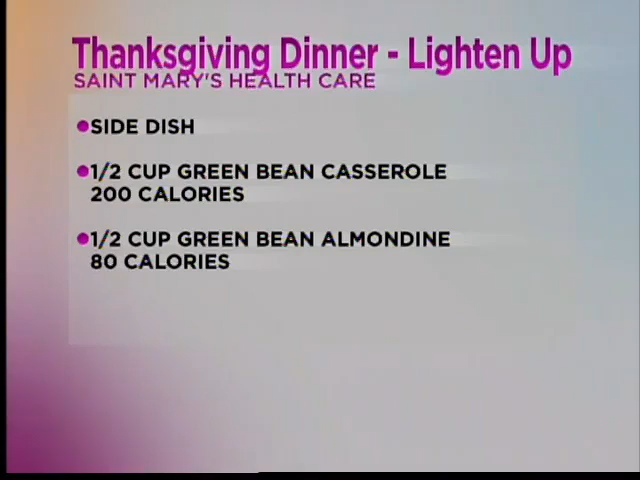 Thanksgiving Dinner - Lighten Up
SAINT MARY'S HEALTH CARE
●SIDE DISH
●1/2 CUP GREEN BEAN CASSEROLE
200 CALORIES
●1/2 CUP GREEN BEAN ALMONDINE
80 CALORIES